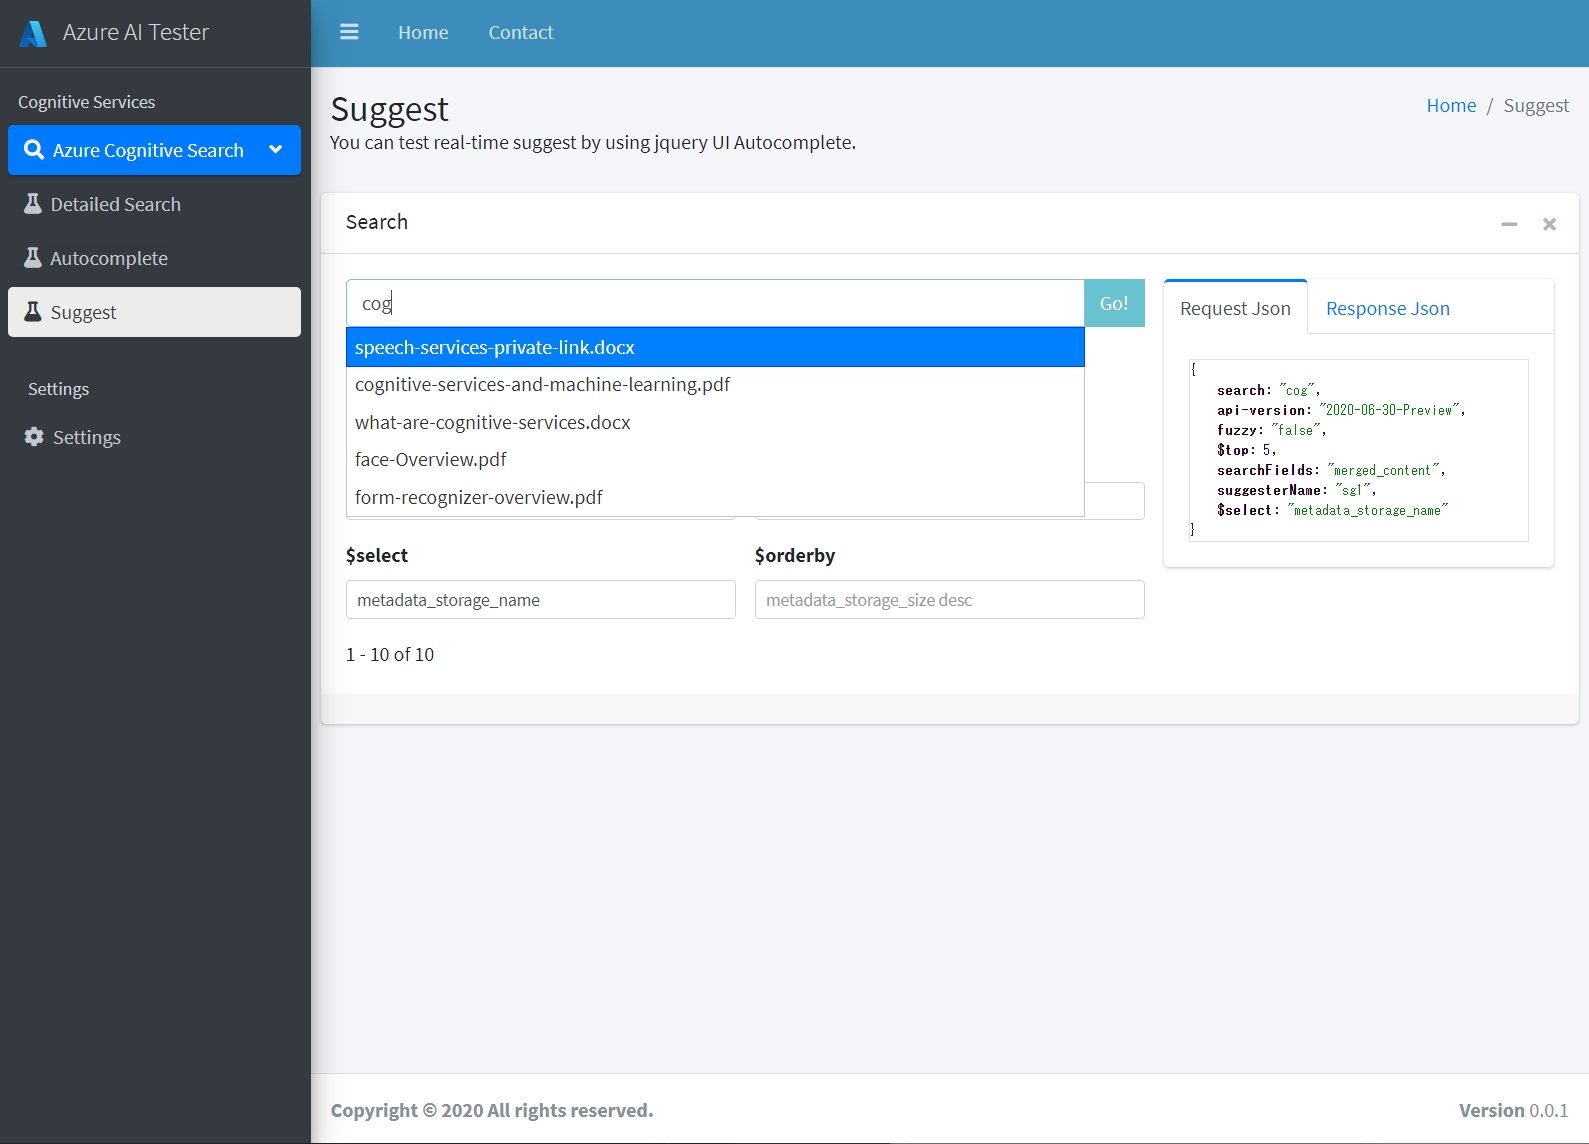 Azure AI Tester
Home
Contact
Cognitive Services
Azure Cognitive Search
Detailed Search
Autocomplete
Suggest
Settings
Settings
Suggest
You can test real-time suggest by using jquery UI Autocomplete.
Home / Suggest
Search
cog
Go!
speech-services-private-link.docx
cognitive-services-and-machine-learning.pdf
what-are-cognitive-services.docx
face-Overview.pdf
form-recognizer-overview.pdf
$select
$orderby
metadata_storage_name
metadata_storage_size desc
1 - 10 of 10
Request Json
Response Json
{
search: "cog",
api-version: "2020-06-30-Preview",
fuzzy: "false",
$top: 5,
searchFields: "merged_content",
suggesterName: "sg1",
$select: "metadata_storage_name"
}
Copyright © 2020 All rights reserved.
Version 0.0.1